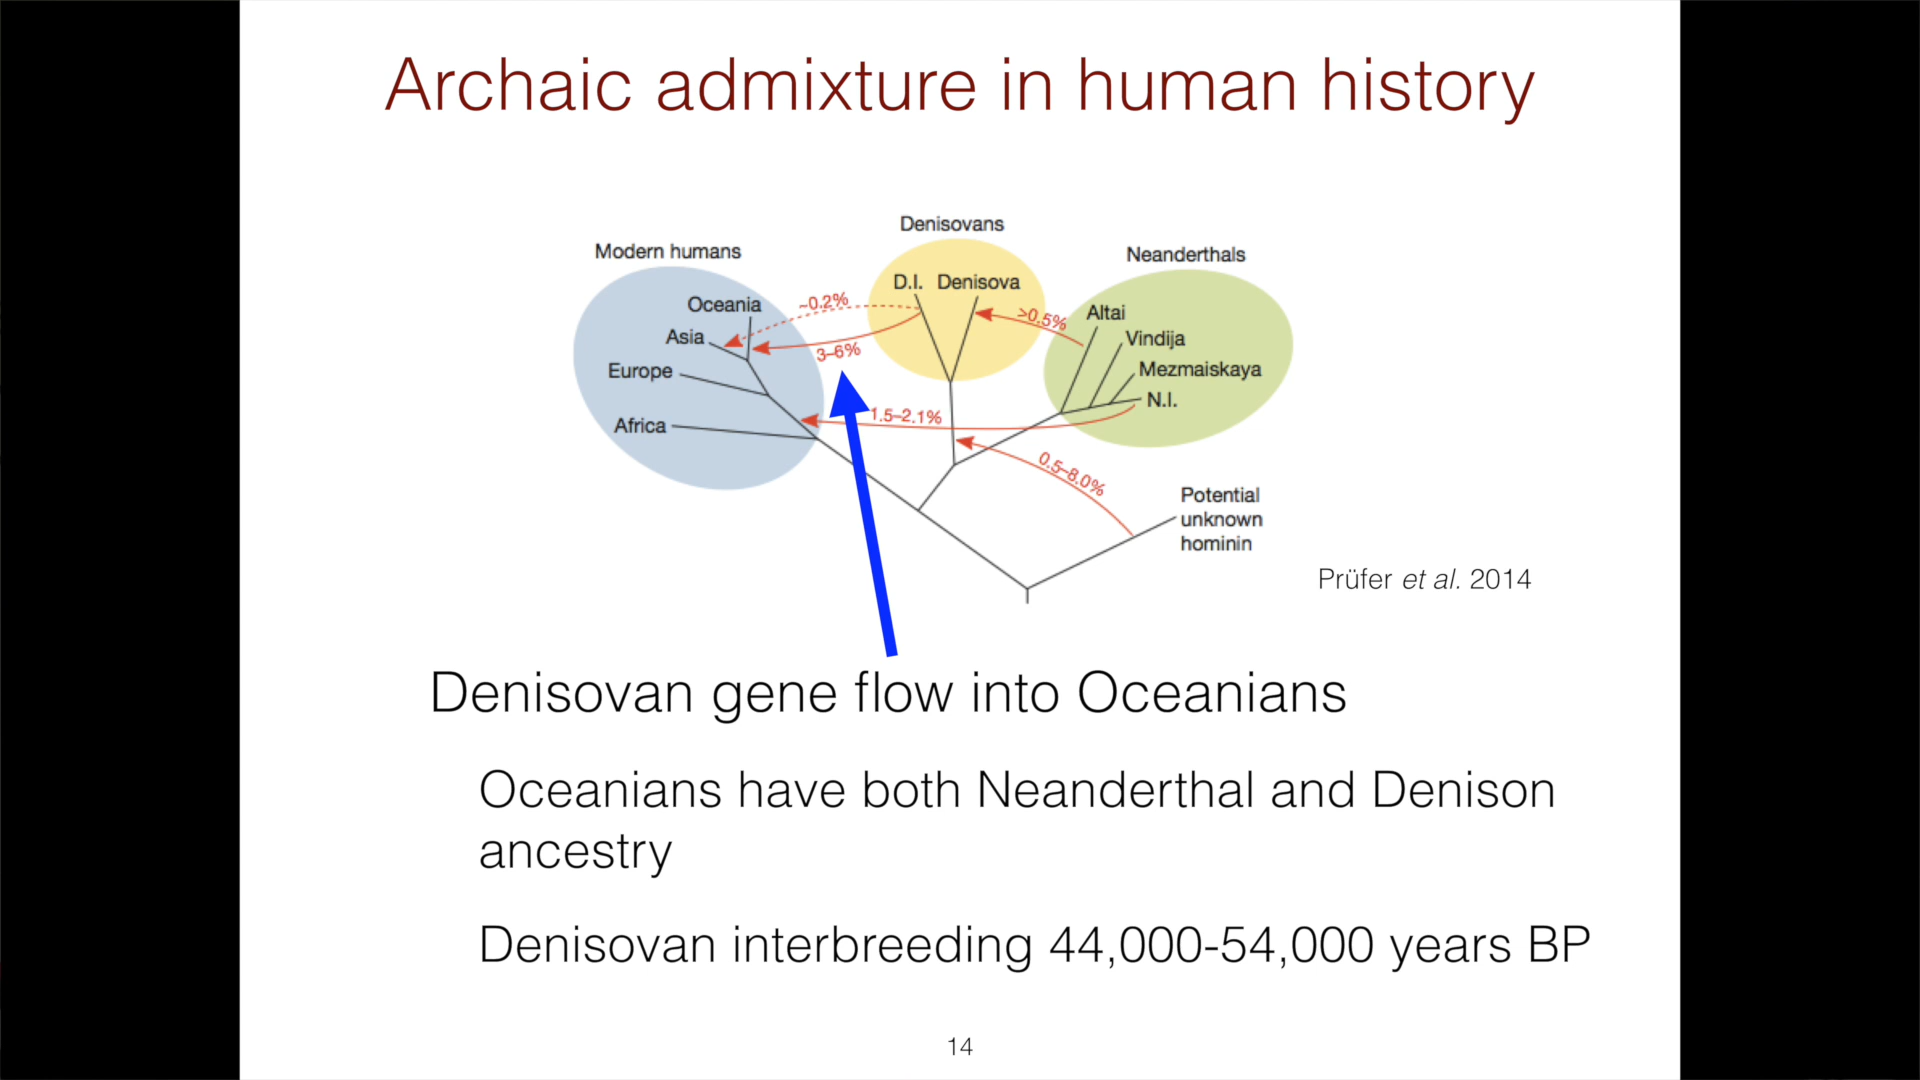 Archaic admixture in human history
Denisovans
Modern humans
Neanderthals
D.I. Denisova
Oceania
~0.2%
>0.5%
Altai
Asia
Vindija
3–6%
Europe
Mezmaiskaya
N.I.
1.5–2.1%
Africa
0.5–8.0%
Potential
unknown
hominin
Prüfer et al. 2014
Denisovan gene flow into Oceanians
Oceanians have both Neanderthal and Denison
ancestry
Denisovan interbreeding 44,000-54,000 years BP
14